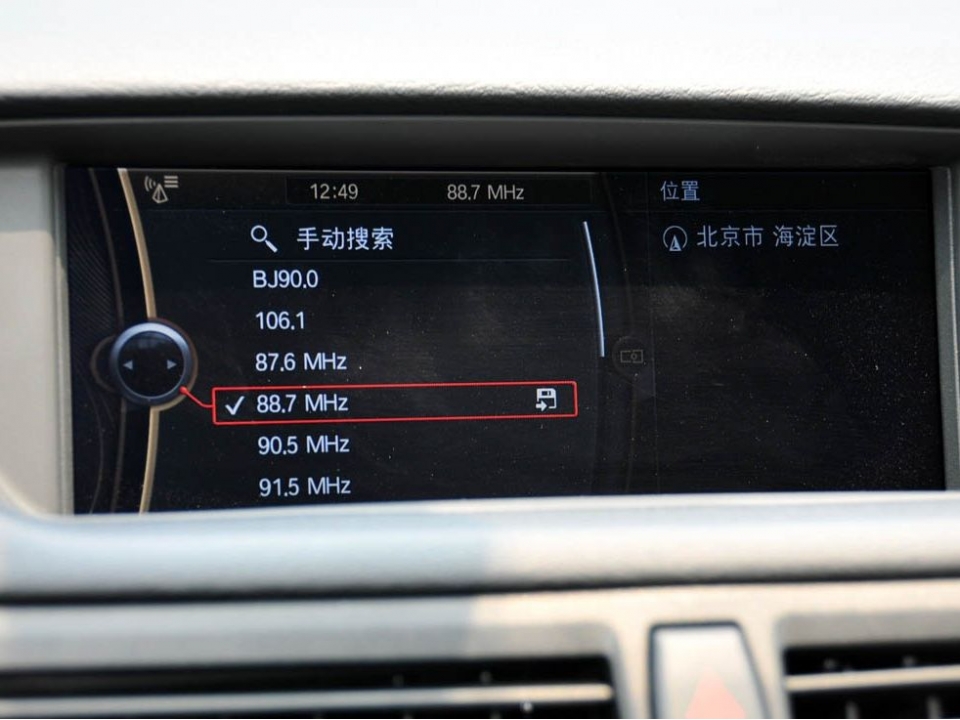 12:49 88.7 MHz
手动搜索
BJ90.0
106.1
87.6 MHz
88.7 MHz
90.5 MHz
91.5 MHz
位置
北京市 海淀区